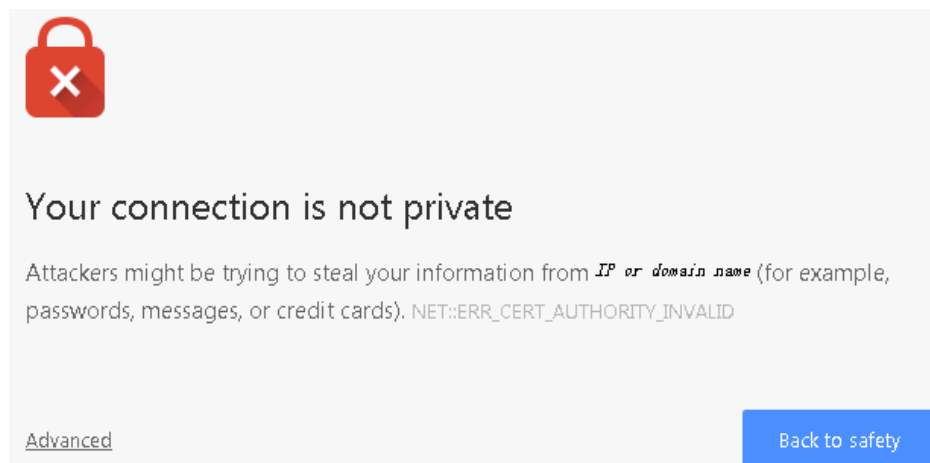 Your connection is not private
Attackers might be trying to steal your information from IP or domain name (for example,
passwords, messages, or credit cards). NET::ERR_CERT_AUTHORITY_INVALID
Advanced
Back to safety